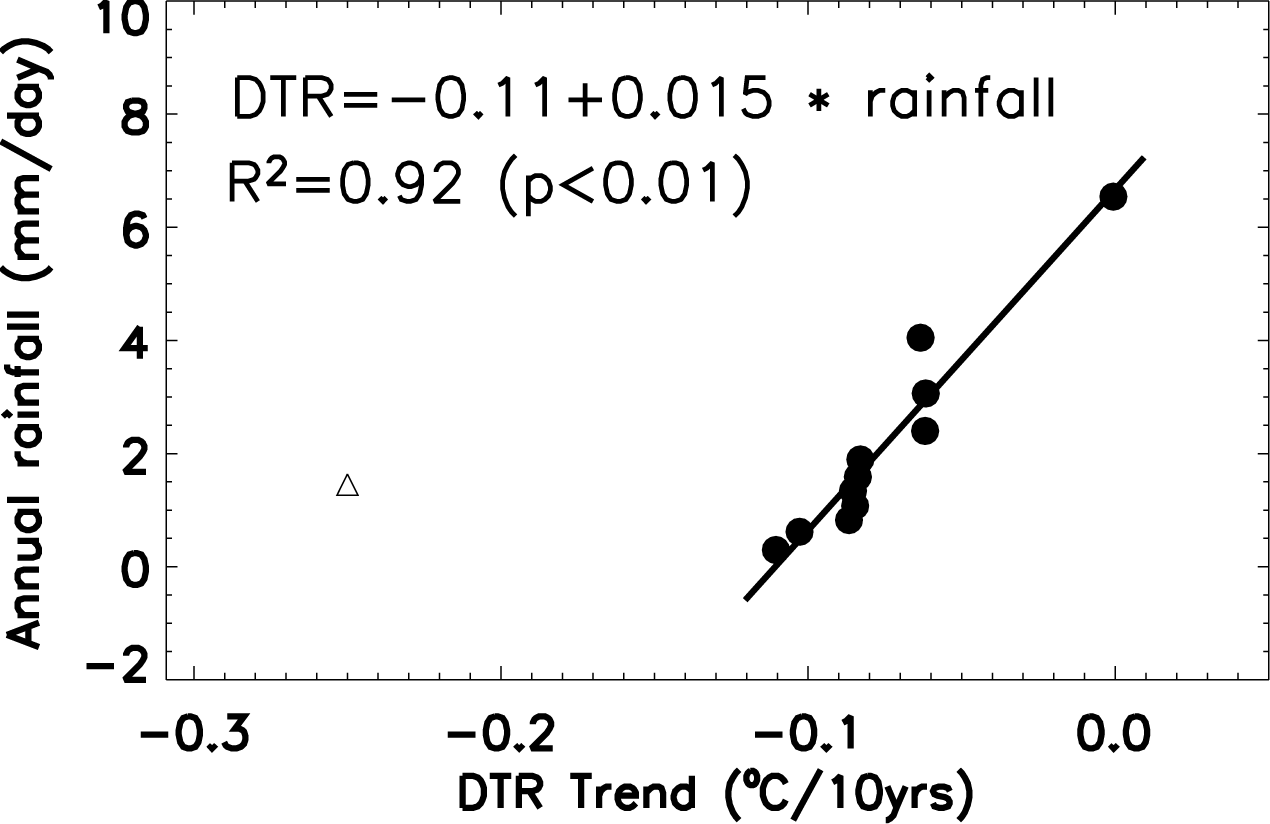 10
DTR=-0.11+0.015 * rainfall
8
R²=0.92 (p<0.01)
6
4
2
0
-2
Annual rainfall (mm/day)
-0.3 -0.2 -0.1 0.0
DTR Trend (°C/10yrs)